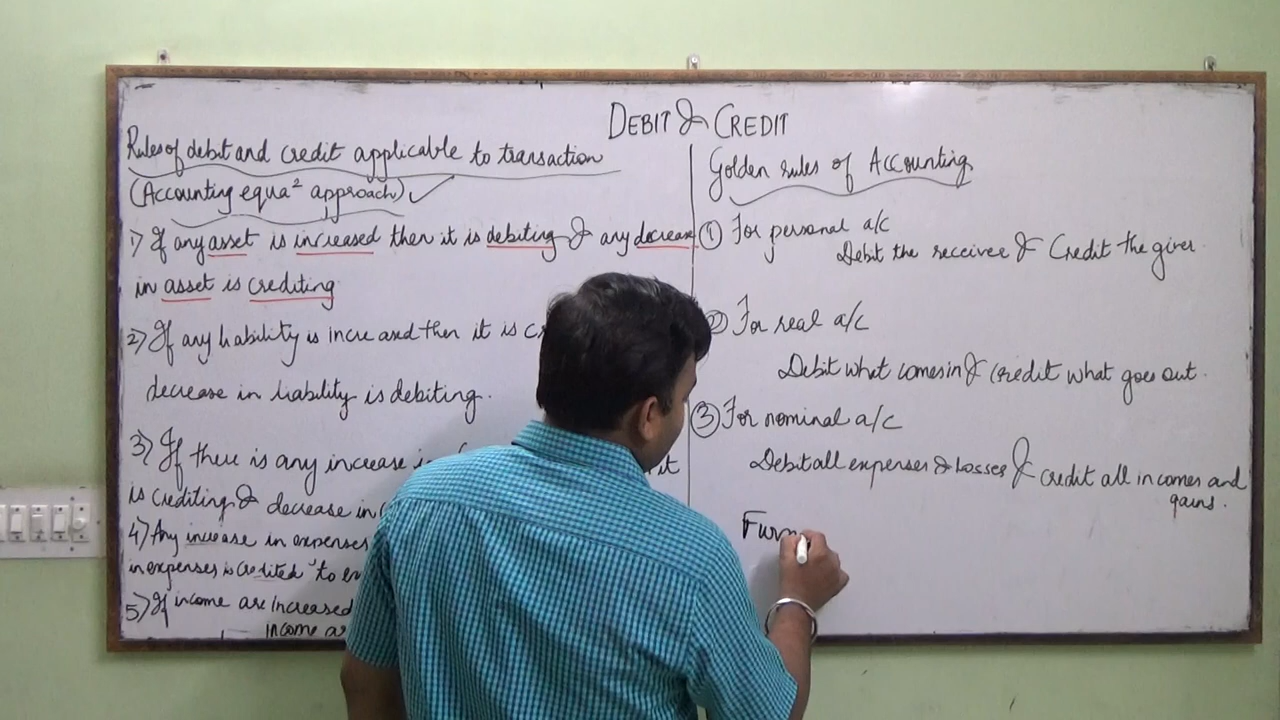 DEBIT & CREDIT
Rules of debit and credit applicable to transaction
(Accounting equaⁿ approach) ✓
1) If any asset is increased then it is debiting & any decrease
in asset is crediting
2) If any liability is increased then it is
decrease in liability is debiting.
3) If there is any increase in
is crediting & decrease in
4) Any increase in expenses
in expenses is credited to
5) If income are increased
income
Golden rules of Accounting
① For personal a/c
Debit the receiver & Credit the giver.
② For real a/c
Debit what comes in & credit what goes out.
③ For nominal a/c
Debit all expenses & losses & credit all incomes and
gains.
Furn